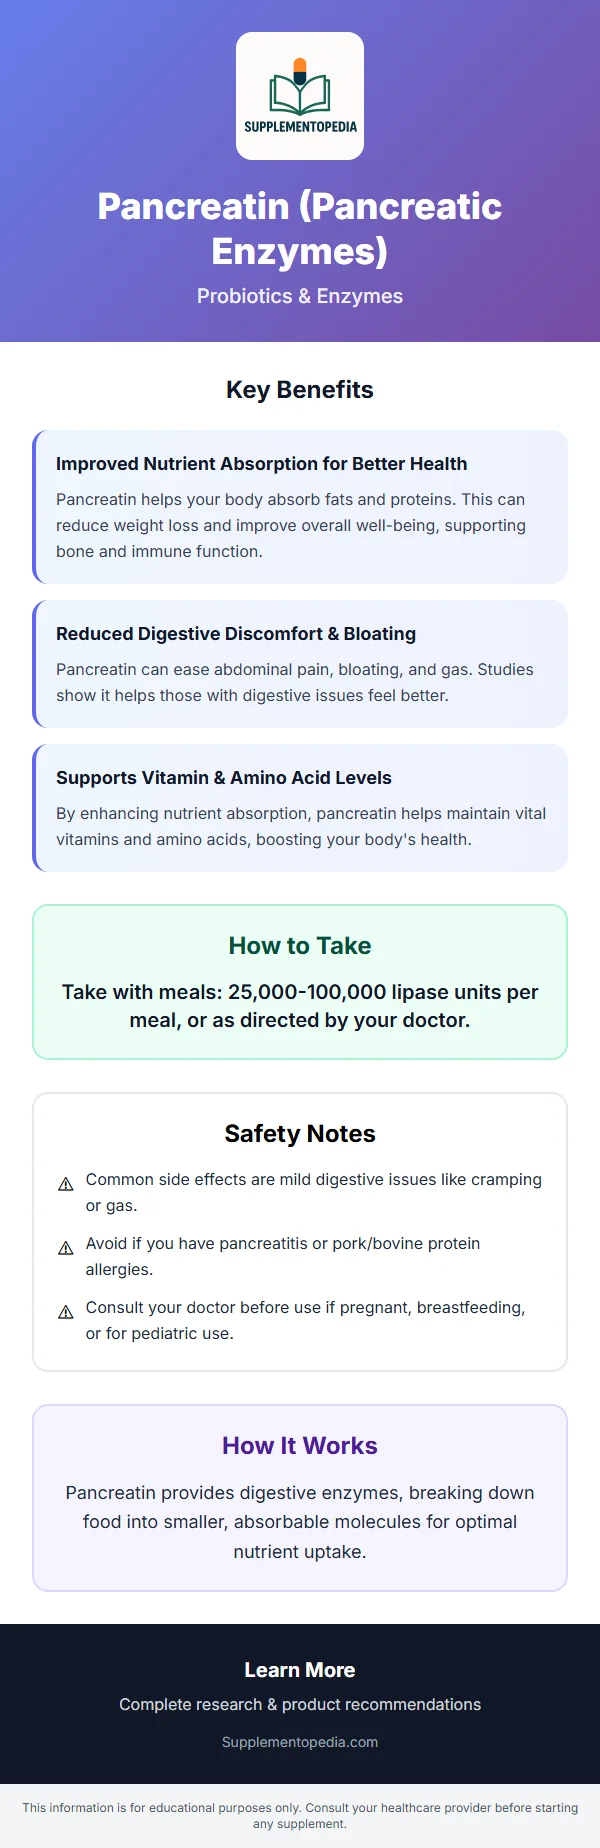 SUPPLEMENTOPEDIA
Pancreatin (Pancreatic
Enzymes)
Probiotics & Enzymes
Key Benefits
Improved Nutrient Absorption for Better Health
Pancreatin helps your body absorb fats and proteins. This can
reduce weight loss and improve overall well-being, supporting
bone and immune function.
Reduced Digestive Discomfort & Bloating
Pancreatin can ease abdominal pain, bloating, and gas. Studies
show it helps those with digestive issues feel better.
Supports Vitamin & Amino Acid Levels
By enhancing nutrient absorption, pancreatin helps maintain vital
vitamins and amino acids, boosting your body's health.
How to Take
Take with meals: 25,000-100,000 lipase units per
meal, or as directed by your doctor.
Safety Notes
⚠ Common side effects are mild digestive issues like cramping
or gas.
⚠ Avoid if you have pancreatitis or pork/bovine protein
allergies.
⚠ Consult your doctor before use if pregnant, breastfeeding,
or for pediatric use.
How It Works
Pancreatin provides digestive enzymes, breaking down
food into smaller, absorbable molecules for optimal
nutrient uptake.
Learn More
Complete research & product recommendations
Supplementopedia.com
This information is for educational purposes only. Consult your healthcare provider before starting
any supplement.